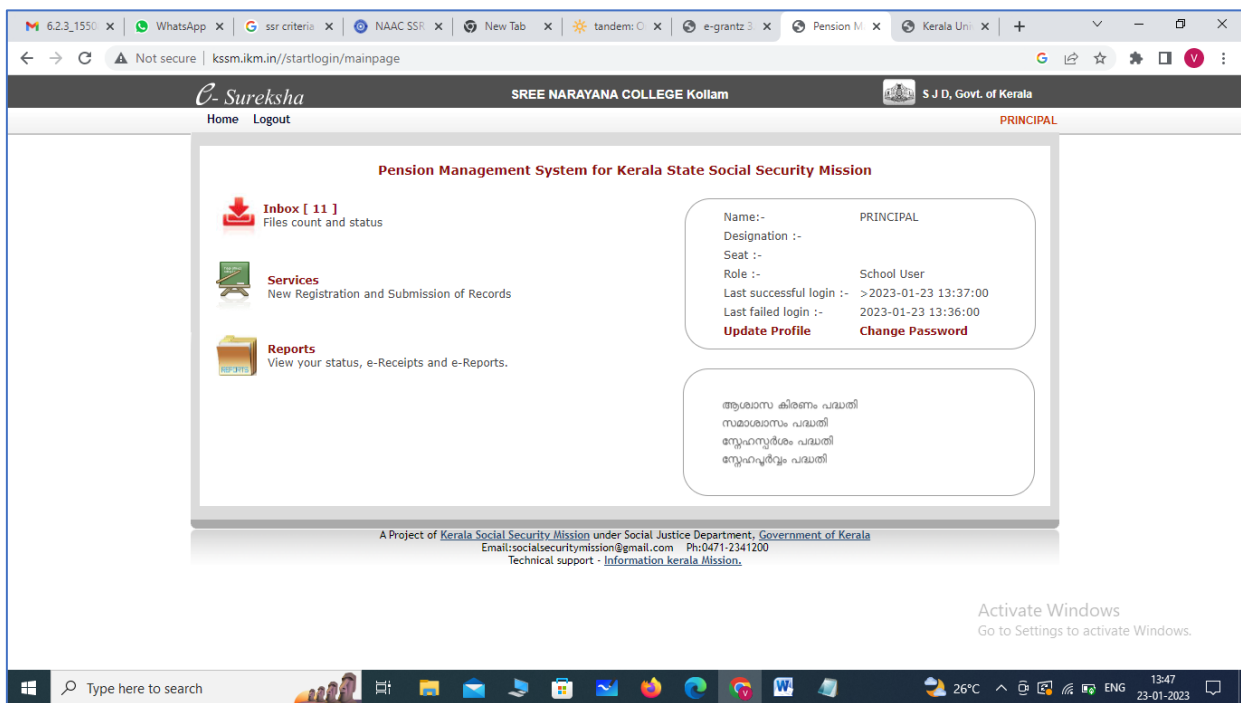 6.2.3_1550
WhatsApp
ssr criteria
NAAC SSR
New Tab
tandem: O
e-grantz 3
Pension M
Kerala Uni
Not secure | kssm.ikm.in//startlogin/mainpage
V
e- Sureksha
SREE NARAYANA COLLEGE Kollam
S J D, Govt. of Kerala
Home Logout
PRINCIPAL
Pension Management System for Kerala State Social Security Mission
Inbox [ 11 ]
Files count and status
Services
New Registration and Submission of Records
REPORTS
Reports
View your status, e-Receipts and e-Reports.
Name:- PRINCIPAL
Designation :-
Seat :-
Role :- School User
Last successful login :- >2023-01-23 13:37:00
Last failed login :- 2023-01-23 13:36:00
Update Profile Change Password
ആശ്വാസ കിരണം പദ്ധതി
സമാശ്വാസം പദ്ധതി
സ്നേഹസ്പർശം പദ്ധതി
സ്നേഹപൂർവ്വം പദ്ധതി
A Project of Kerala Social Security Mission under Social Justice Department, Government of Kerala
Email:socialsecuritymission@gmail.com Ph:0471-2341200
Technical support - Information kerala Mission.
Activate Windows
Go to Settings to activate Windows.
Type here to search
26°C
ENG
13:47
23-01-2023